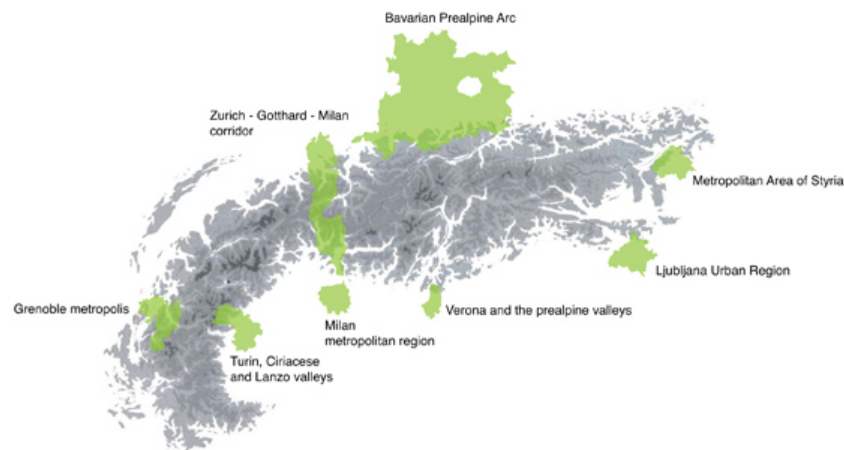 Bavarian Prealpine Arc
Zurich - Gotthard - Milan
corridor
Metropolitan Area of Styria
Ljubljana Urban Region
Grenoble metropolis
Verona and the prealpine valleys
Milan
metropolitan region
Turin, Ciriacese
and Lanzo valleys